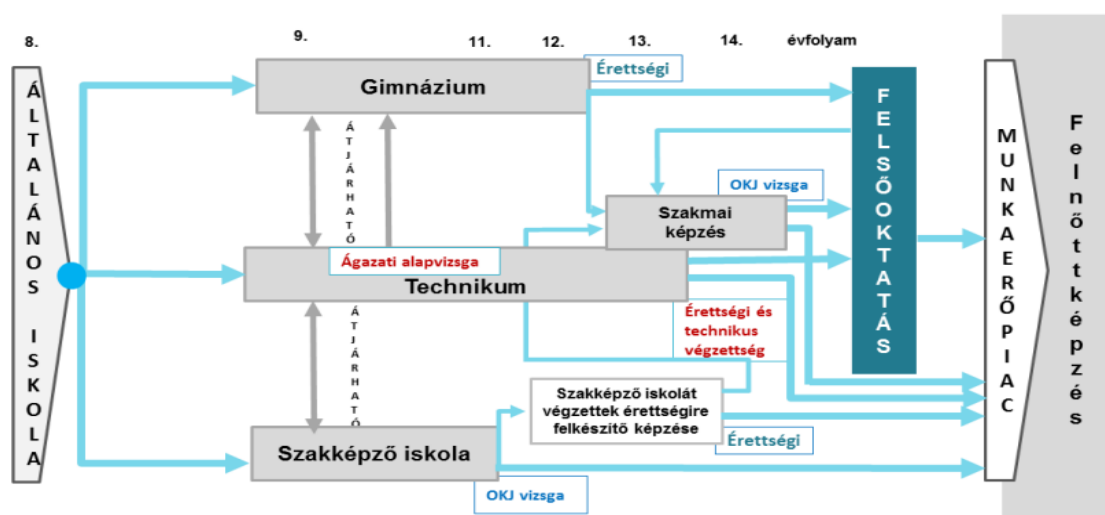 8.
9.
11.
12.
13.
14.
évfolyam
ÁLTALÁNOS ISKOLA
Gimnázium
Érettségi
ÁTJÁRHATÓ
FELSŐOKTATÁS
MUNKAERŐPIAC
Felnőttképzés
OKJ vizsga
Szakmai
képzés
Ágazati alapvizsga
Technikum
Érettségi és
technikus
végzettség
ÁTJÁRHATÓ
Szakképző iskolát
végzettek érettségire
felkészítő képzése
Érettségi
Szakképző iskola
OKJ vizsga